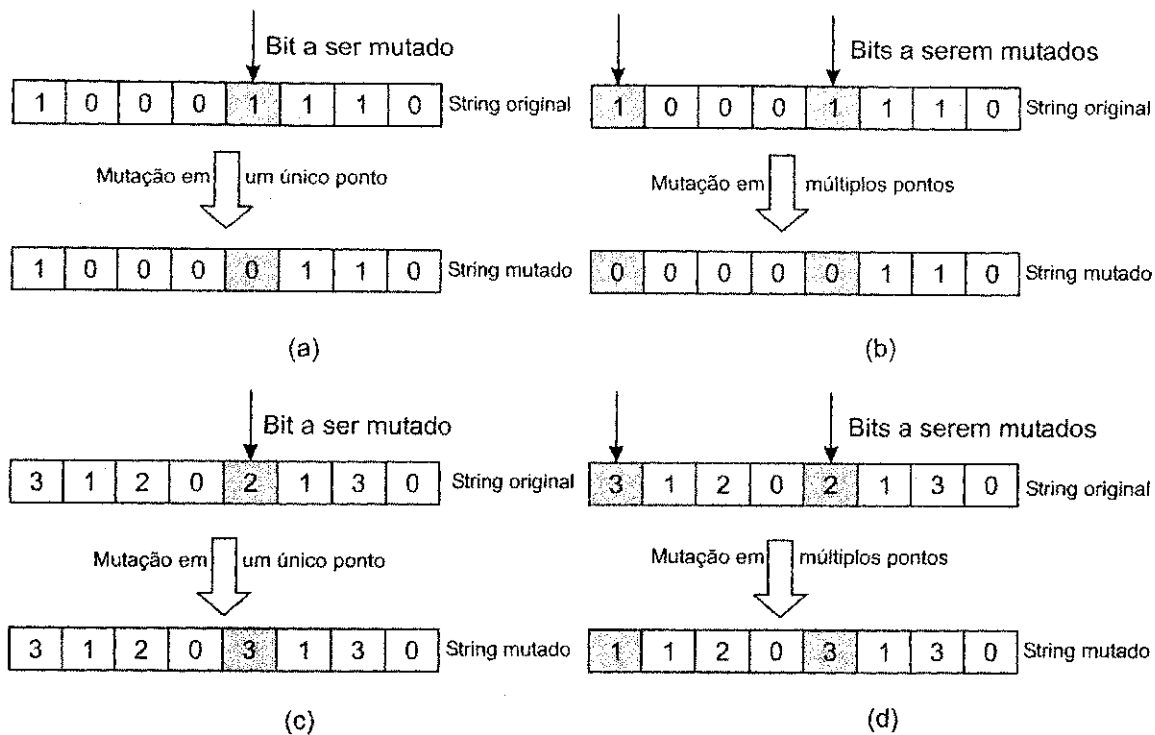 Bit a ser mutado
1 0 0 0 1 1 1 0 String original
Mutação em um único ponto
1 0 0 0 0 1 1 0 String mutado
(a)
Bits a serem mutados
1 0 0 0 1 1 1 0 String original
Mutação em múltiplos pontos
0 0 0 0 0 1 1 0 String mutado
(b)
Bit a ser mutado
3 1 2 0 2 1 3 0 String original
Mutação em um único ponto
3 1 2 0 3 1 3 0 String mutado
(c)
Bits a serem mutados
3 1 2 0 2 1 3 0 String original
Mutação em múltiplos pontos
1 1 2 0 3 1 3 0 String mutado
(d)